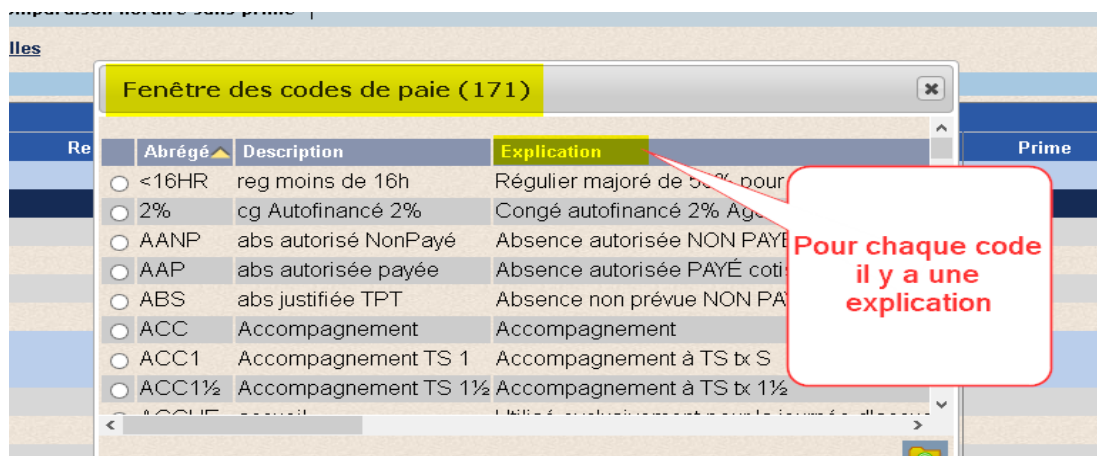 lles
Fenêtre des codes de paie (171)
Re
Prime
Abrégé Description Explication
<16HR reg moins de 16h Régulier majoré de 50% pour
2% cg Autofinancé 2% Congé autofinancé 2%
AANP abs autorisé NonPayé Absence autorisée NON PAYÉ
AAP abs autorisée payée Absence autorisée PAYÉ coti
ABS abs justifiée TPT Absence non prévue NON PA
ACC Accompagnement Accompagnement
ACC1 Accompagnement TS 1 Accompagnement à TS tx S
ACC1½ Accompagnement TS 1½ Accompagnement à TS tx 1½
Pour chaque code
il y a une
explication